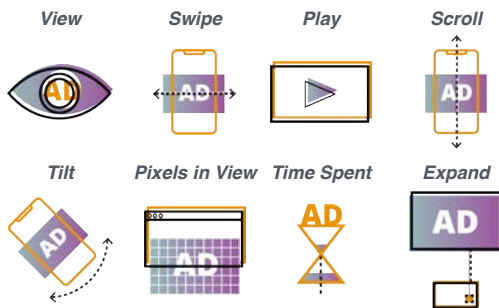 View
Swipe
Play
Scroll
AD
AD
AD
Tilt
Pixels in View
Time Spent
Expand
AD
AD
AD
AD